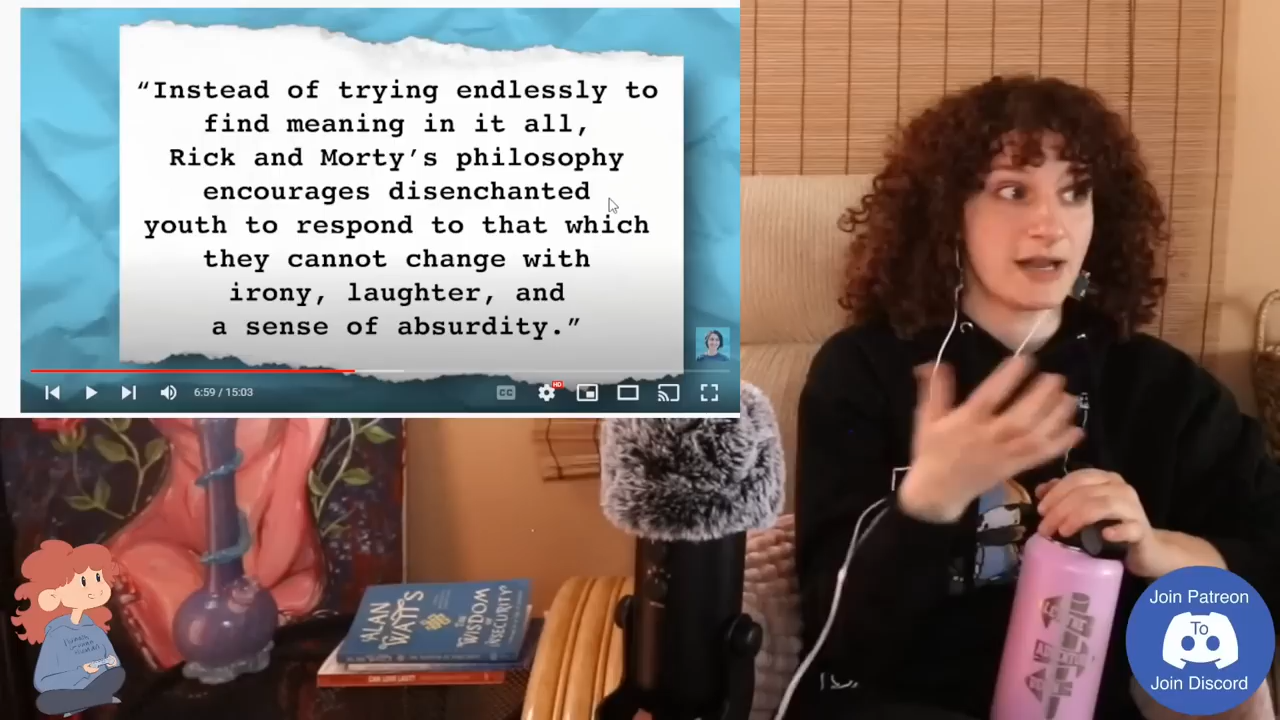 “Instead of trying endlessly to
find meaning in it all,
Rick and Morty’s philosophy
encourages disenchanted
youth to respond to that which
they cannot change with
irony, laughter, and
a sense of absurdity.”
6:59 / 15:03
CC
HD
ALAN
WATTS
THE
WISDOM
OF
INSECURITY
Join Patreon
To
Join Discord